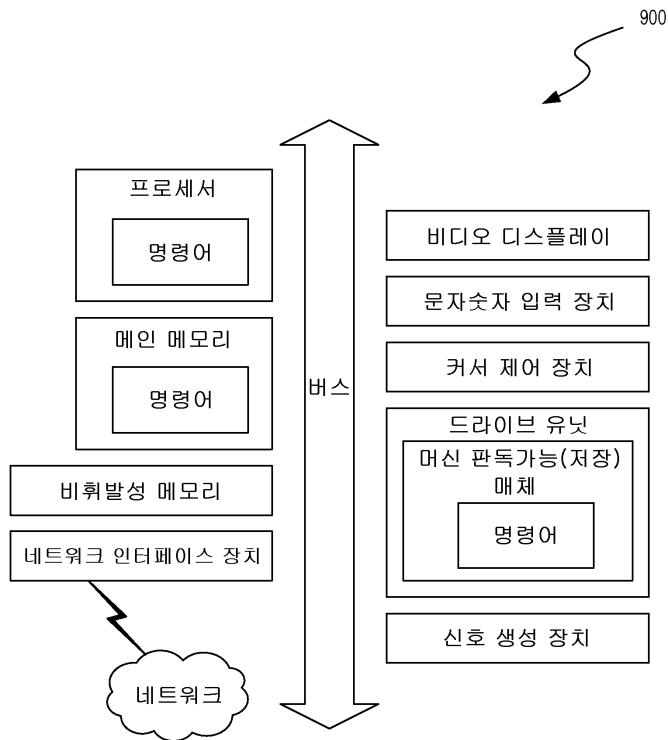 900
프로세서
명령어
메인 메모리
명령어
비휘발성 메모리
네트워크 인터페이스 장치
네트워크
버스
비디오 디스플레이
문자숫자 입력 장치
커서 제어 장치
드라이브 유닛
머신 판독가능(저장)
매체
명령어
신호 생성 장치